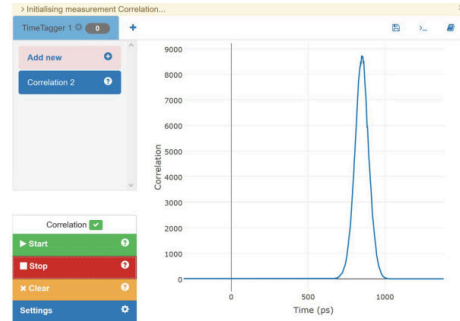 > Initialising measurement Correlation...
TimeTagger 1 0
+
Add new
Correlation 2
Correlation
Start
Stop
Clear
Settings
Correlation
9000
8000
7000
6000
5000
4000
3000
2000
1000
0
0 500 1000
Time (ps)